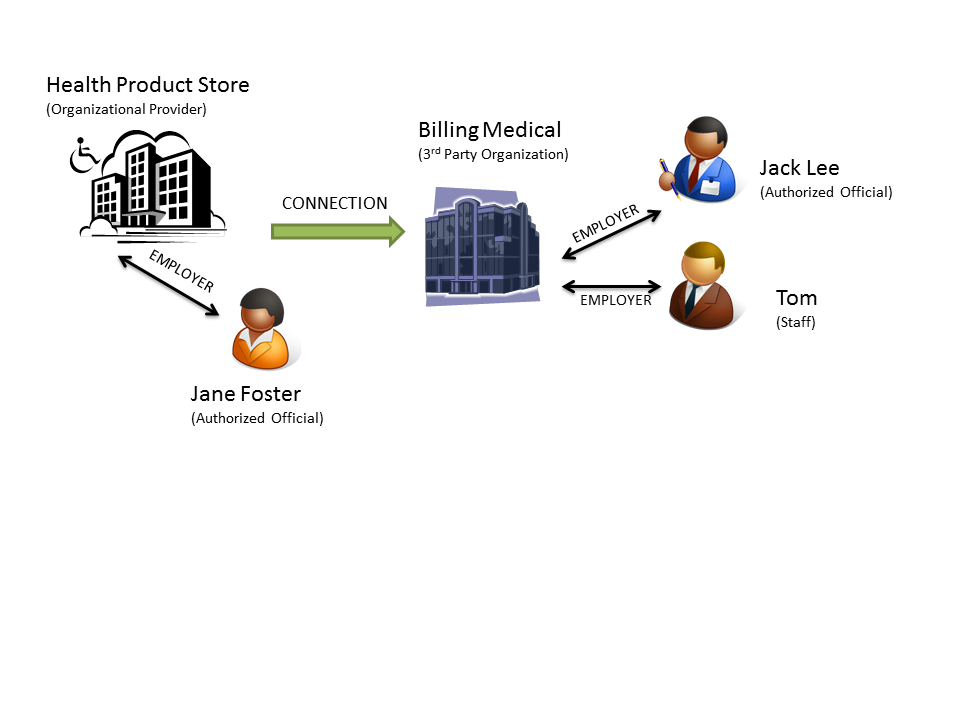 Health Product Store
(Organizational Provider)
Billing Medical
(3rd Party Organization)
Jack Lee
(Authorized Official)
CONNECTION
EMPLOYER
EMPLOYER
EMPLOYER
Tom
(Staff)
Jane Foster
(Authorized Official)